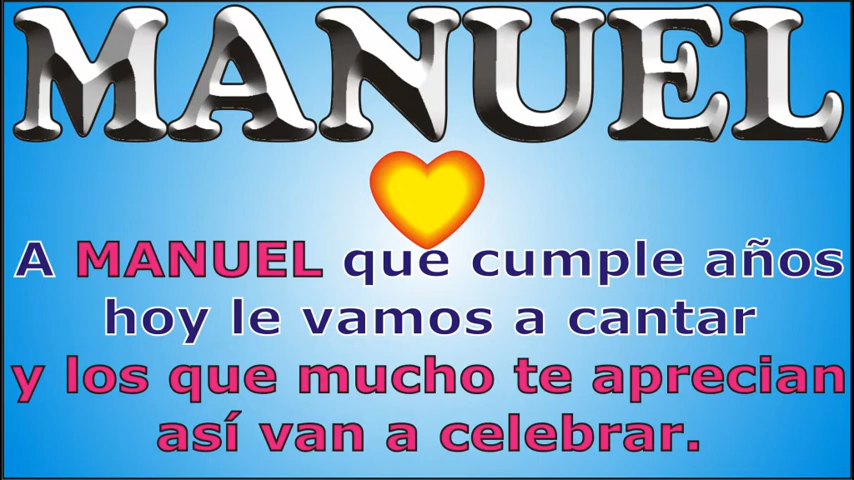 MANUEL
A MANUEL que cumple años
hoy le vamos a cantar
y los que mucho te aprecian
así van a celebrar.